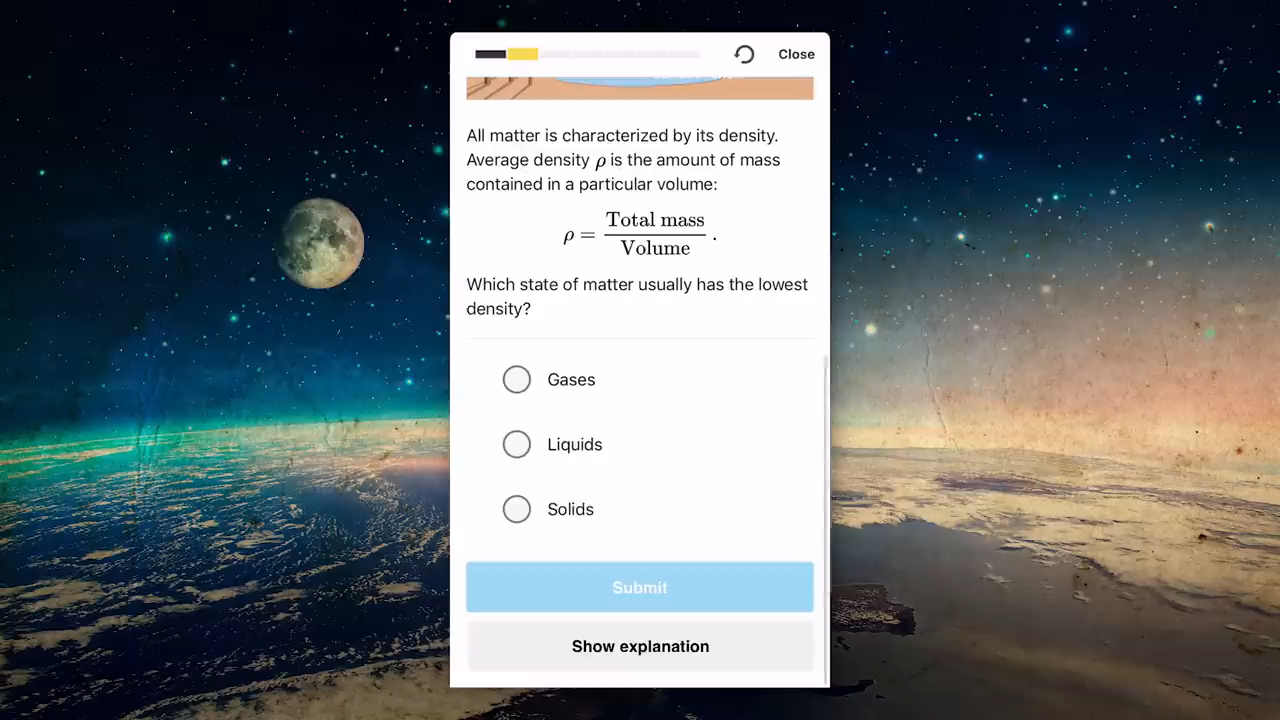 Close
All matter is characterized by its density.
Average density ρ is the amount of mass
contained in a particular volume:
ρ = Total mass / Volume .
Which state of matter usually has the lowest
density?
Gases
Liquids
Solids
Submit
Show explanation